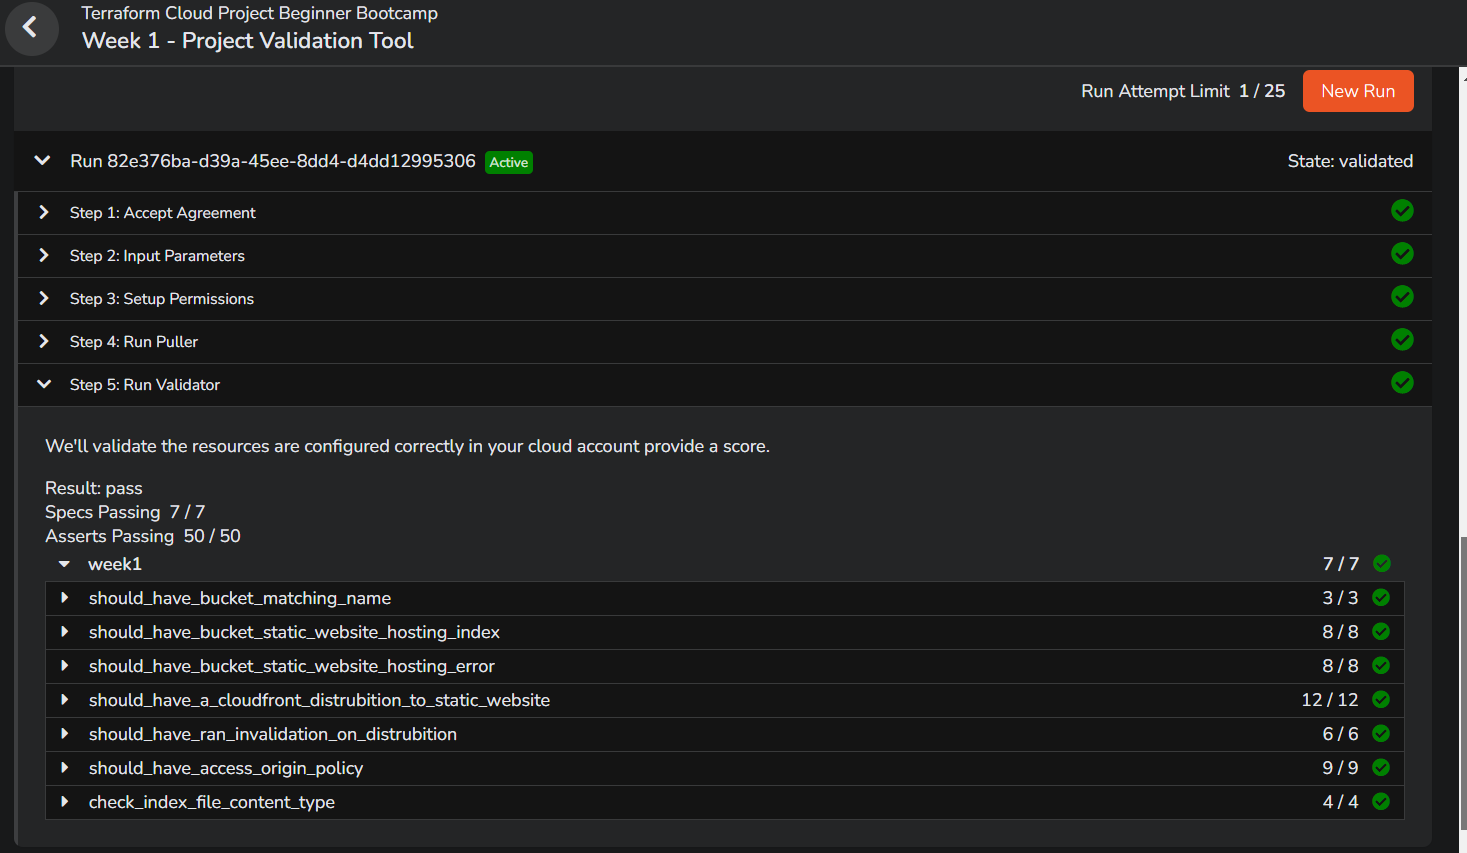 Terraform Cloud Project Beginner Bootcamp
Week 1 - Project Validation Tool
Run Attempt Limit 1 / 25 New Run
Run 82e376ba-d39a-45ee-8dd4-d4dd12995306 Active State: validated
Step 1: Accept Agreement
Step 2: Input Parameters
Step 3: Setup Permissions
Step 4: Run Puller
Step 5: Run Validator
We'll validate the resources are configured correctly in your cloud account provide a score.
Result: pass
Specs Passing 7 / 7
Asserts Passing 50 / 50
week1 7 / 7
should_have_bucket_matching_name 3 / 3
should_have_bucket_static_website_hosting_index 8 / 8
should_have_bucket_static_website_hosting_error 8 / 8
should_have_a_cloudfront_distrubition_to_static_website 12 / 12
should_have_ran_invalidation_on_distrubition 6 / 6
should_have_access_origin_policy 9 / 9
check_index_file_content_type 4 / 4